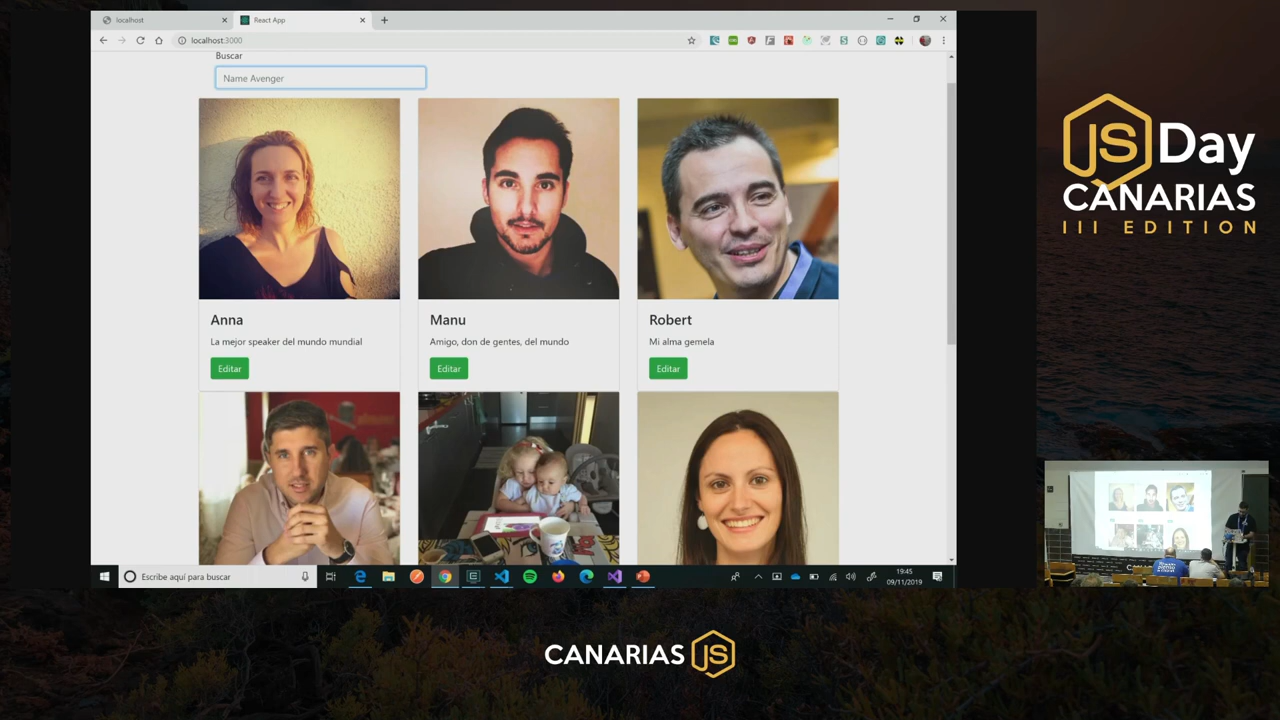 localhost
React App
localhost:3000
Buscar
Name Avenger
Anna
La mejor speaker del mundo mundial
Editar
Manu
Amigo, don de gentes, del mundo
Editar
Robert
Mi alma gemela
Editar
Escribe aquí para buscar
19:45
09/11/2019
JS Day
CANARIAS
III EDITION
CANARIAS JS